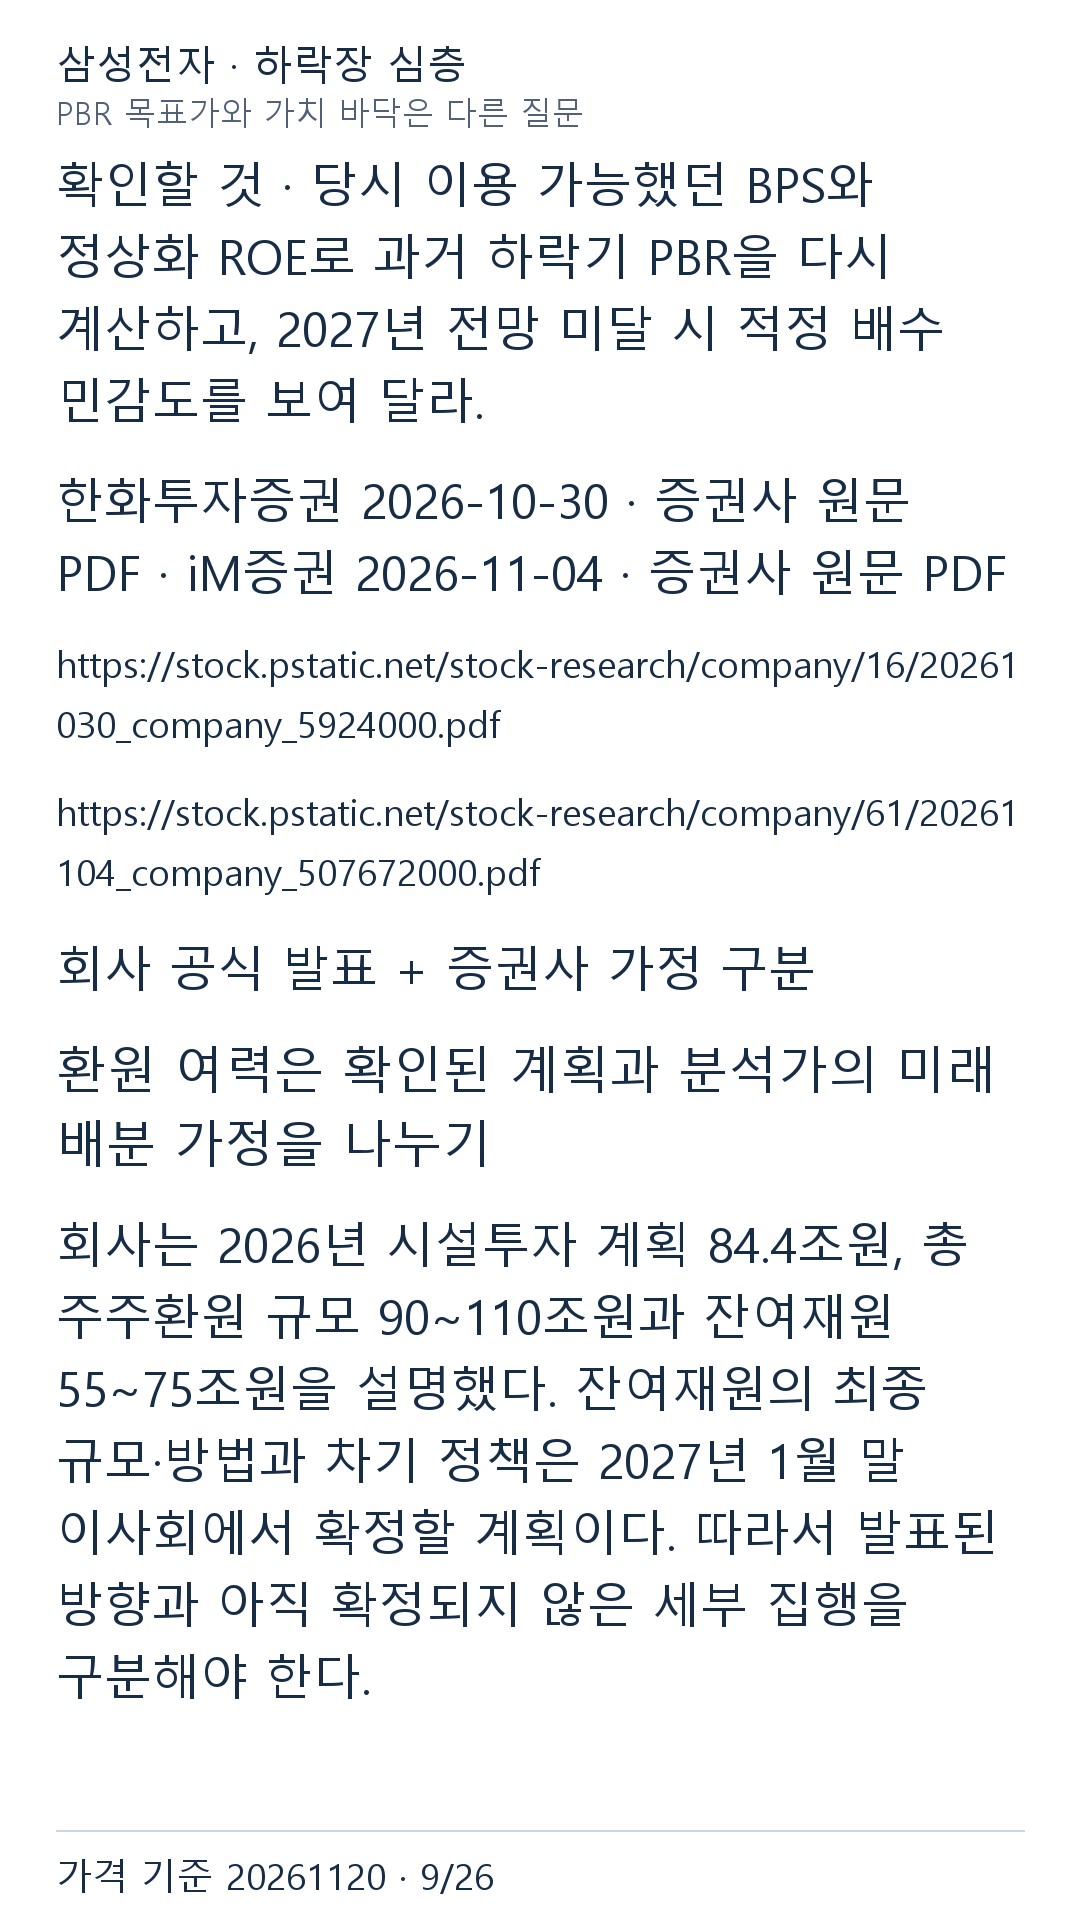 삼성전자 · 하락장 심층
PBR 목표가와 가치 바닥은 다른 질문
확인할 것 · 당시 이용 가능했던 BPS와
정상화 ROE로 과거 하락기 PBR을 다시
계산하고, 2027년 전망 미달 시 적정 배수
민감도를 보여 달라.
한화투자증권 2026-10-30 · 증권사 원문
PDF · iM증권 2026-11-04 · 증권사 원문 PDF
https://stock.pstatic.net/stock-research/company/16/20261
030_company_5924000.pdf
https://stock.pstatic.net/stock-research/company/61/20261
104_company_507672000.pdf
회사 공식 발표 + 증권사 가정 구분
환원 여력은 확인된 계획과 분석가의 미래
배분 가정을 나누기
회사는 2026년 시설투자 계획 84.4조원, 총
주주환원 규모 90~110조원과 잔여재원
55~75조원을 설명했다. 잔여재원의 최종
규모·방법과 차기 정책은 2027년 1월 말
이사회에서 확정할 계획이다. 따라서 발표된
방향과 아직 확정되지 않은 세부 집행을
구분해야 한다.
가격 기준 20261120 · 9/26